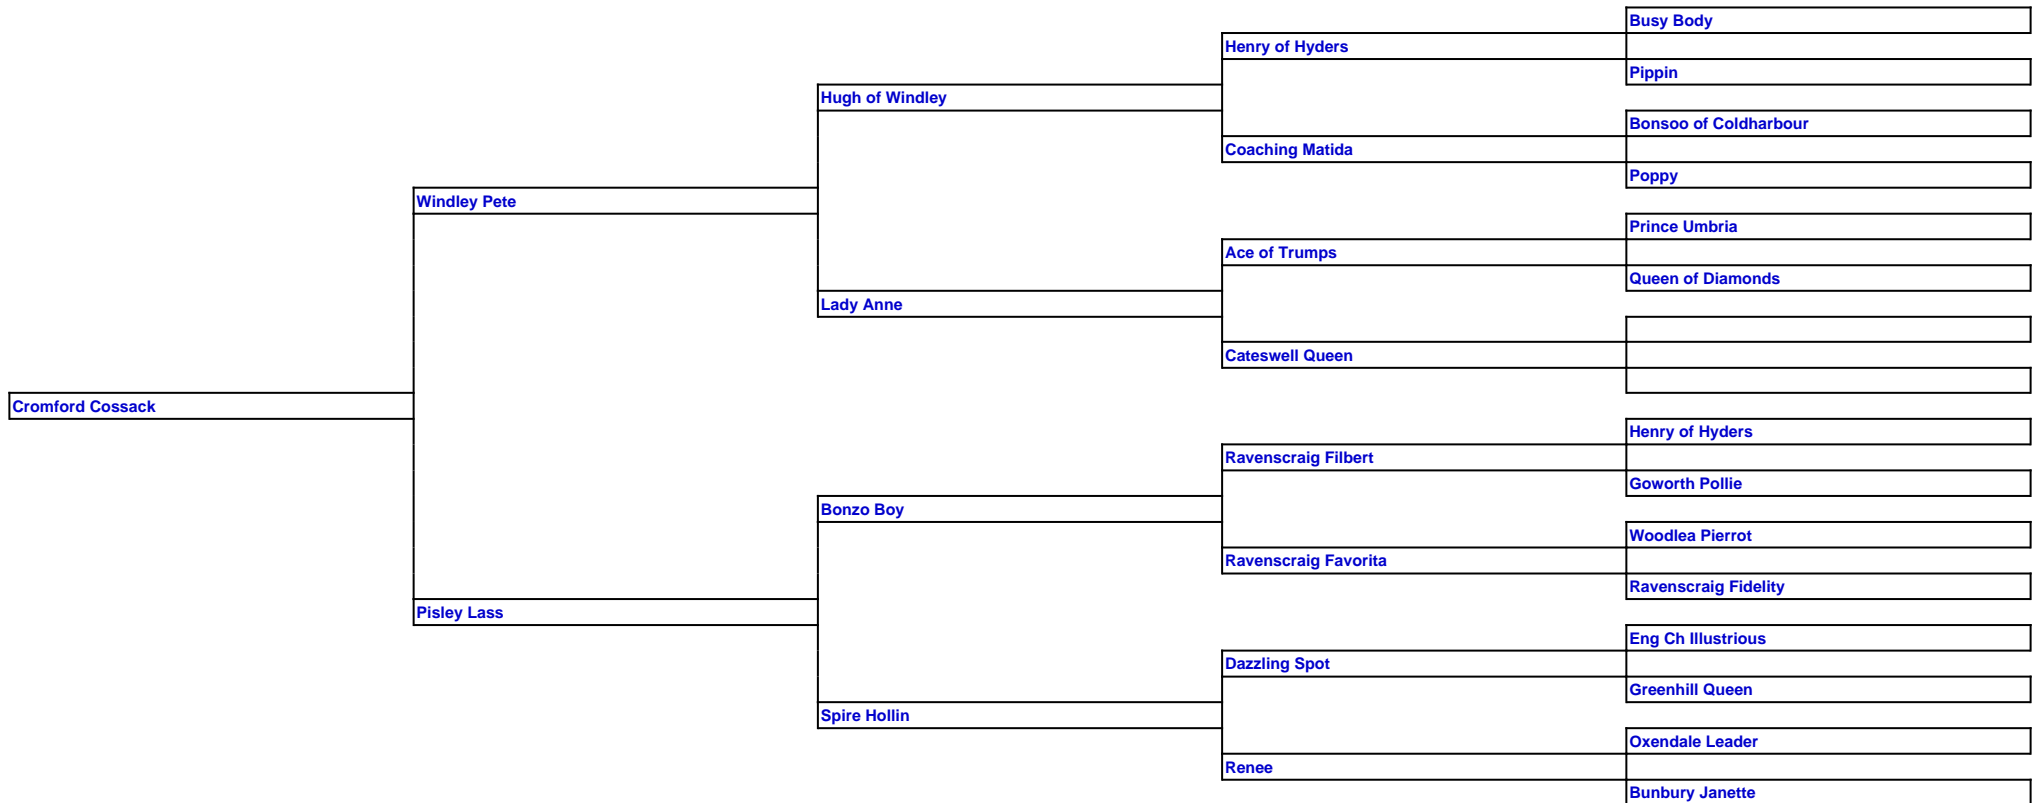 Busy Body
Henry of Hyders
Pippin
Hugh of Windley
Bonsoo of Coldharbour
Coaching Matida
Poppy
Windley Pete
Prince Umbria
Ace of Trumps
Queen of Diamonds
Lady Anne
Cateswell Queen
Cromford Cossack
Henry of Hyders
Ravenscraig Filbert
Goworth Pollie
Bonzo Boy
Woodlea Pierrot
Ravenscraig Favorita
Ravenscraig Fidelity
Pisley Lass
Eng Ch Illustrious
Dazzling Spot
Greenhill Queen
Spire Hollin
Oxendale Leader
Renee
Bunbury Janette